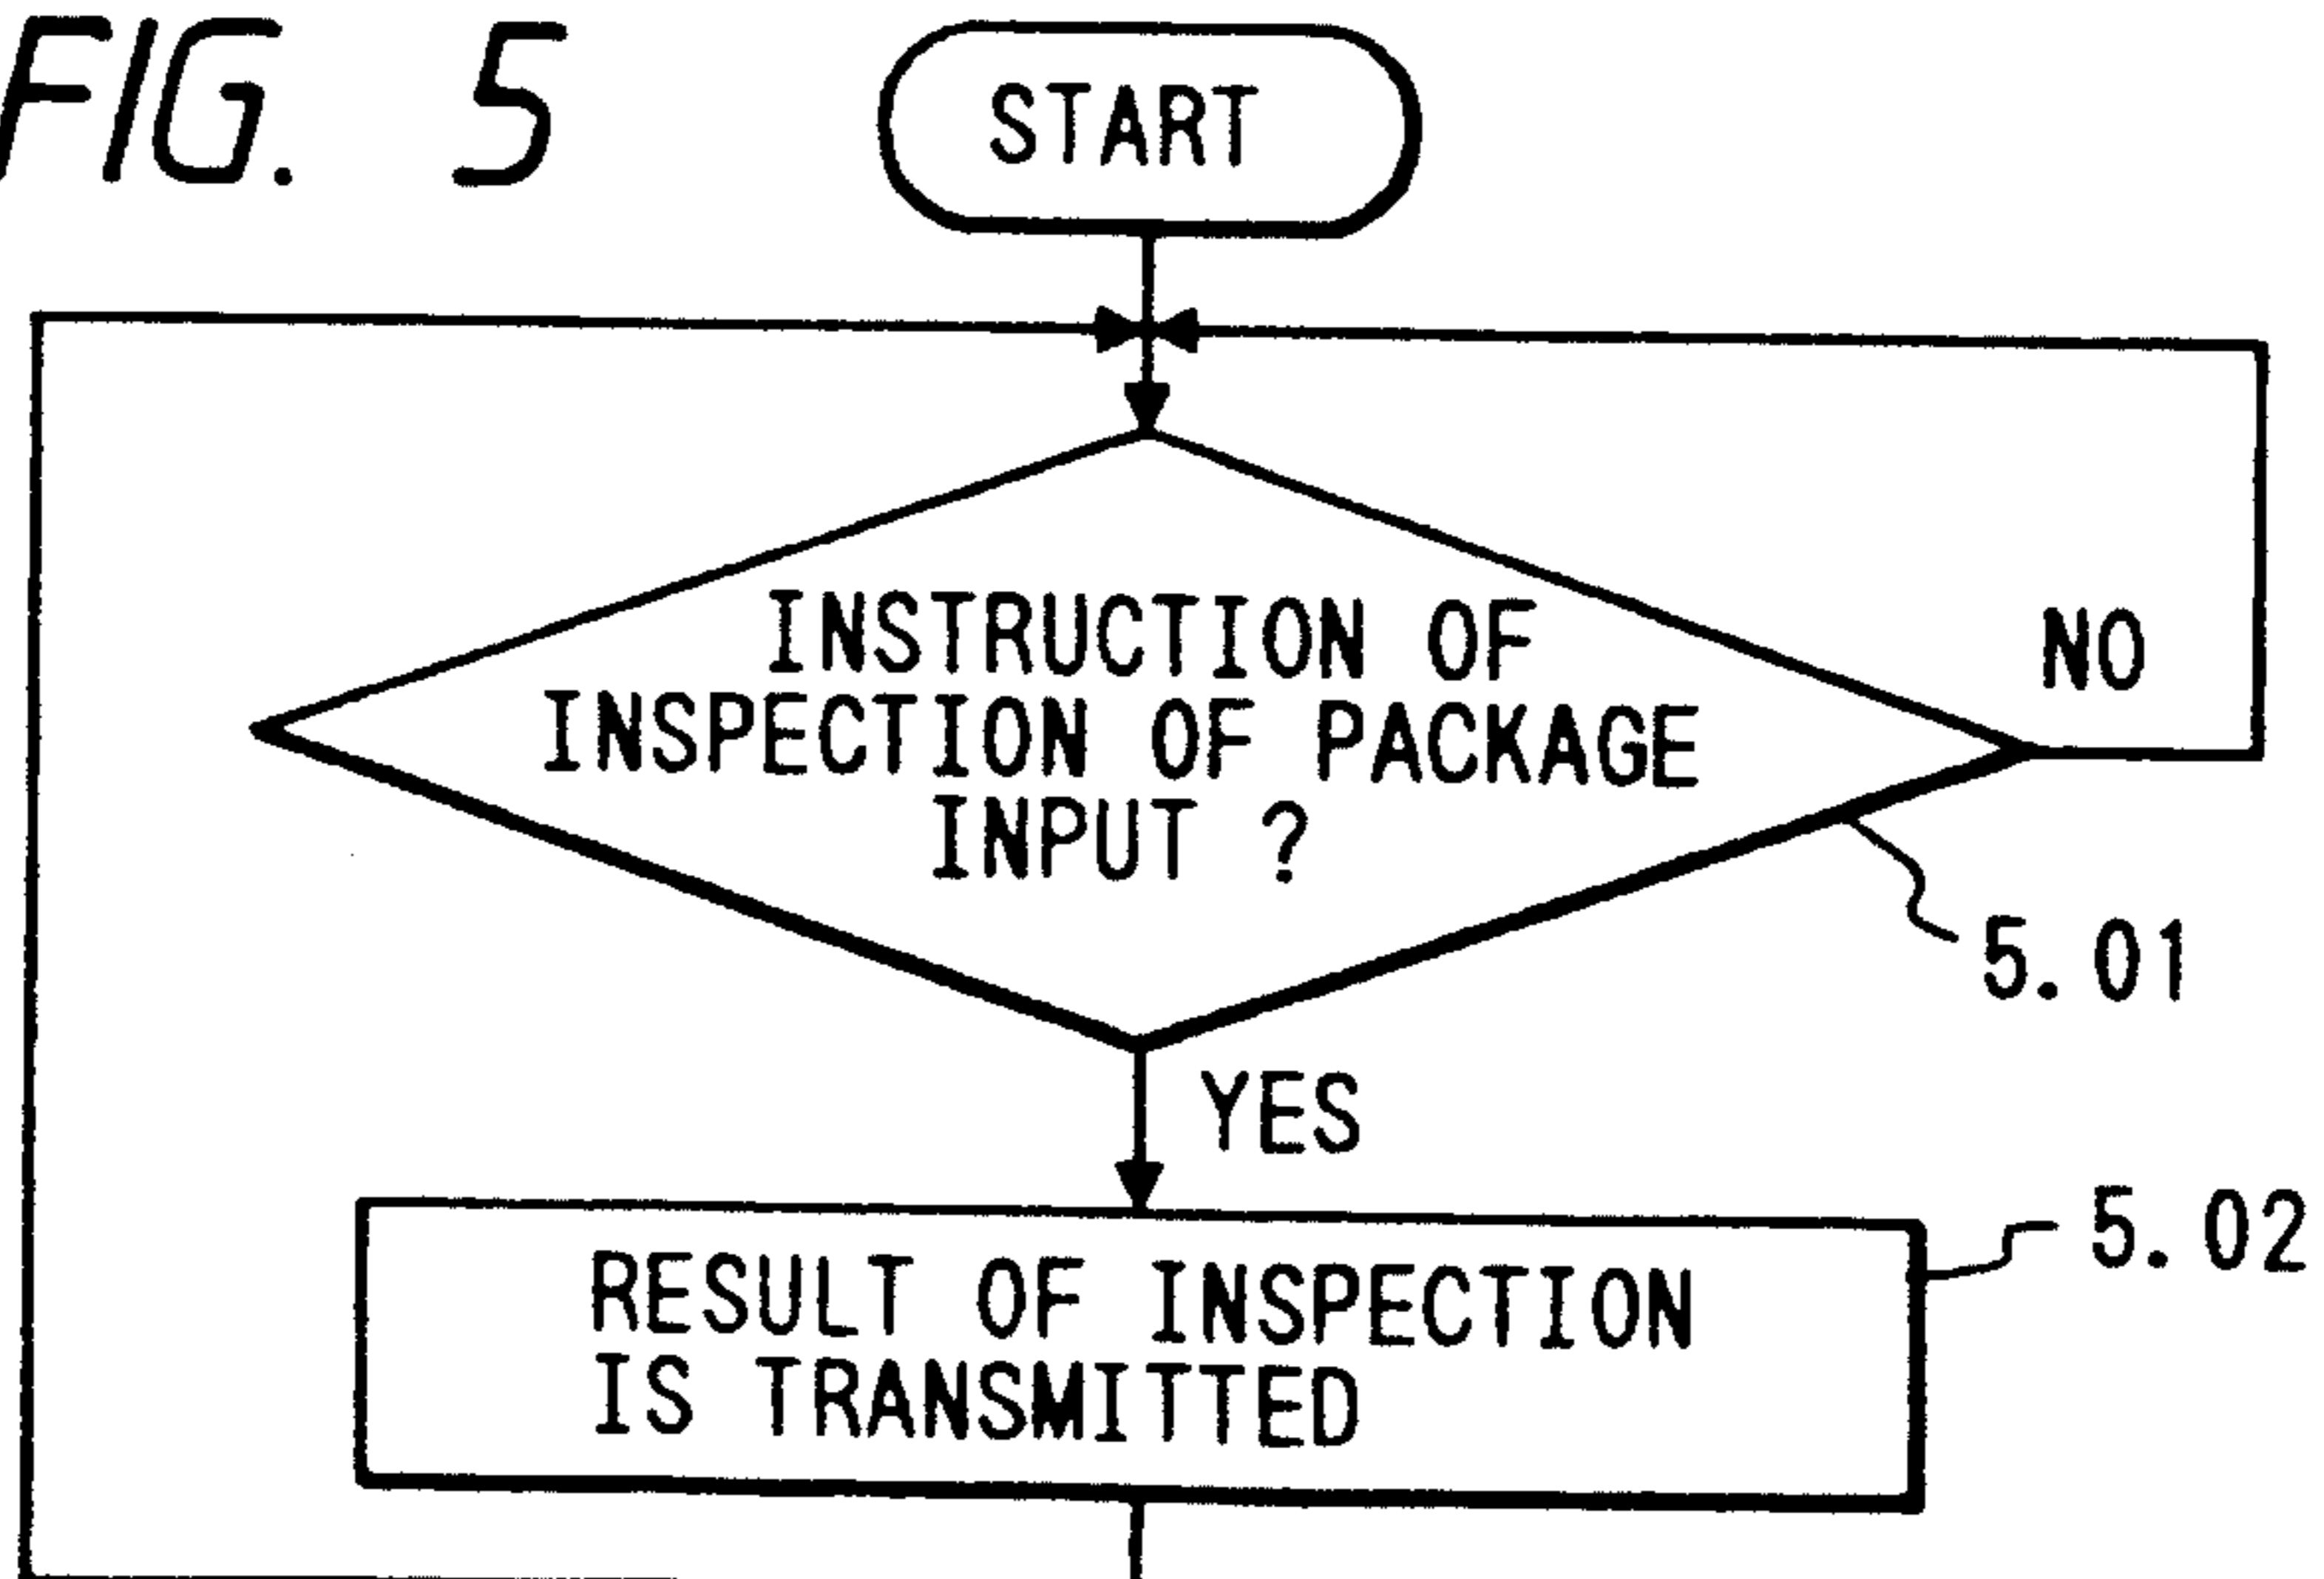 FIG. 5
START
INSTRUCTION OF
INSPECTION OF PACKAGE
INPUT ?
NO
5.01
YES
5.02
RESULT OF INSPECTION
IS TRANSMITTED